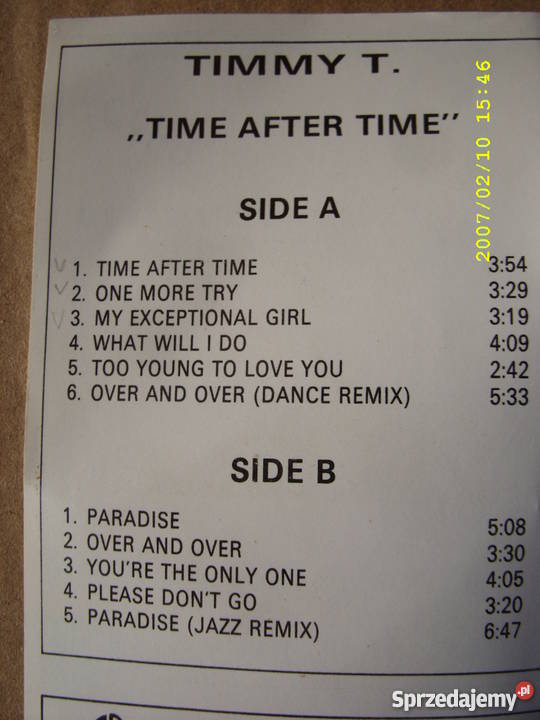 TIMMY T.
,,TIME AFTER TIME''
SIDE A
1. TIME AFTER TIME 3:54
2. ONE MORE TRY 3:29
3. MY EXCEPTIONAL GIRL 3:19
4. WHAT WILL I DO 4:09
5. TOO YOUNG TO LOVE YOU 2:42
6. OVER AND OVER (DANCE REMIX) 5:33
SIDE B
1. PARADISE 5:08
2. OVER AND OVER 3:30
3. YOU'RE THE ONLY ONE 4:05
4. PLEASE DON'T GO 3:20
5. PARADISE (JAZZ REMIX) 6:47
2007/02/10 15:46
Sprzedajemy.pl